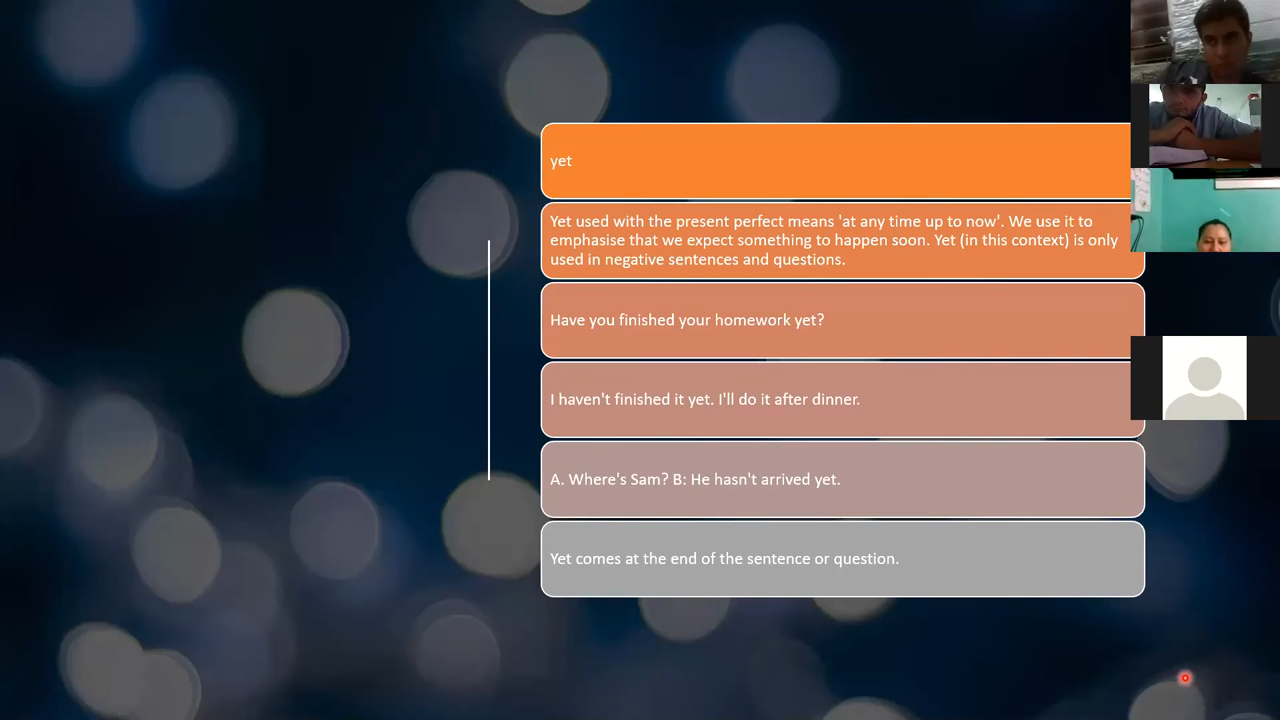 yet
Yet used with the present perfect means 'at any time up to now'. We use it to
emphasise that we expect something to happen soon. Yet (in this context) is only
used in negative sentences and questions.
Have you finished your homework yet?
I haven't finished it yet. I'll do it after dinner.
A. Where's Sam? B: He hasn't arrived yet.
Yet comes at the end of the sentence or question.